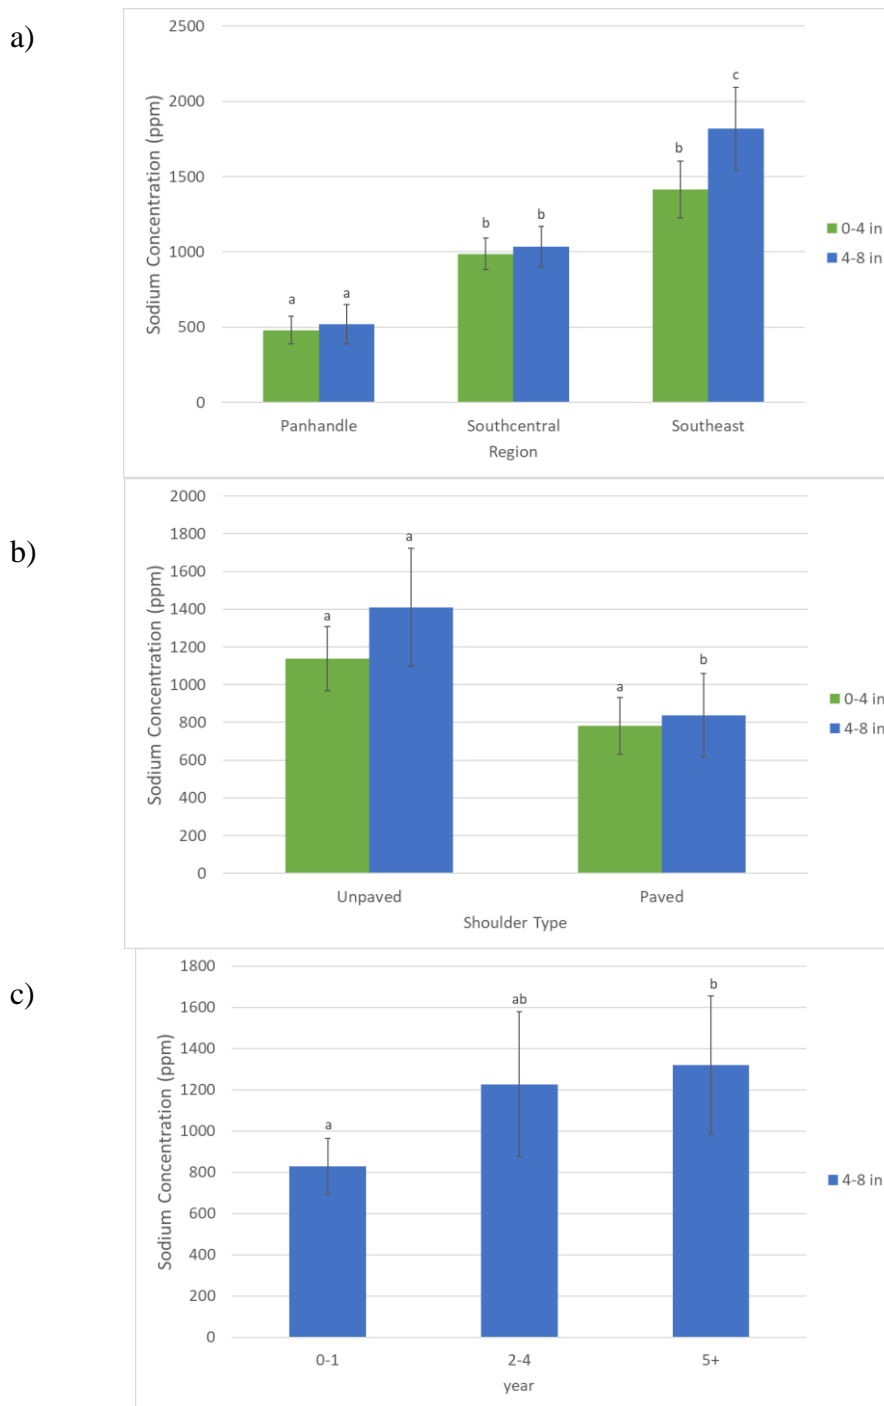 a)
2500
2000
1500
1000
500
0
Sodium Concentration (ppm)
a
a
b
b
b
c
Panhandle
Southcentral
Southeast
Region
0-4 in
4-8 in
b)
2000
1800
1600
1400
1200
1000
800
600
400
200
0
Sodium Concentration (ppm)
a
a
a
b
Unpaved
Paved
Shoulder Type
0-4 in
4-8 in
c)
1800
1600
1400
1200
1000
800
600
400
200
0
Sodium Concentration (ppm)
a
ab
b
0-1
2-4
5+
year
4-8 in